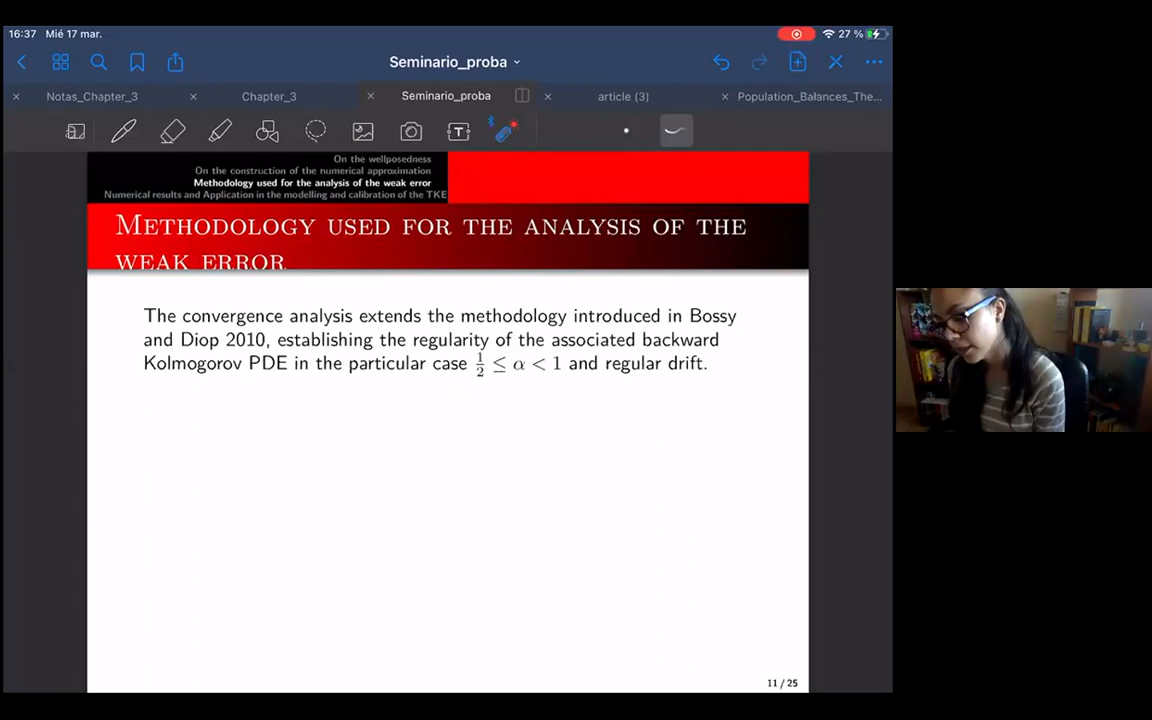 16:37 Mié 17 mar.
27 %
Seminario_proba
Notas_Chapter_3
Chapter_3
Seminario_proba
article (3)
Population_Balances_The...
On the wellposedness
On the construction of the numerical approximation
Methodology used for the analysis of the weak error
Numerical results and Application in the modelling and calibration of the TKE
METHODOLOGY USED FOR THE ANALYSIS OF THE
WEAK ERROR
The convergence analysis extends the methodology introduced in Bossy
and Diop 2010, establishing the regularity of the associated backward
Kolmogorov PDE in the particular case 1/2 ≤ α < 1 and regular drift.
11 / 25